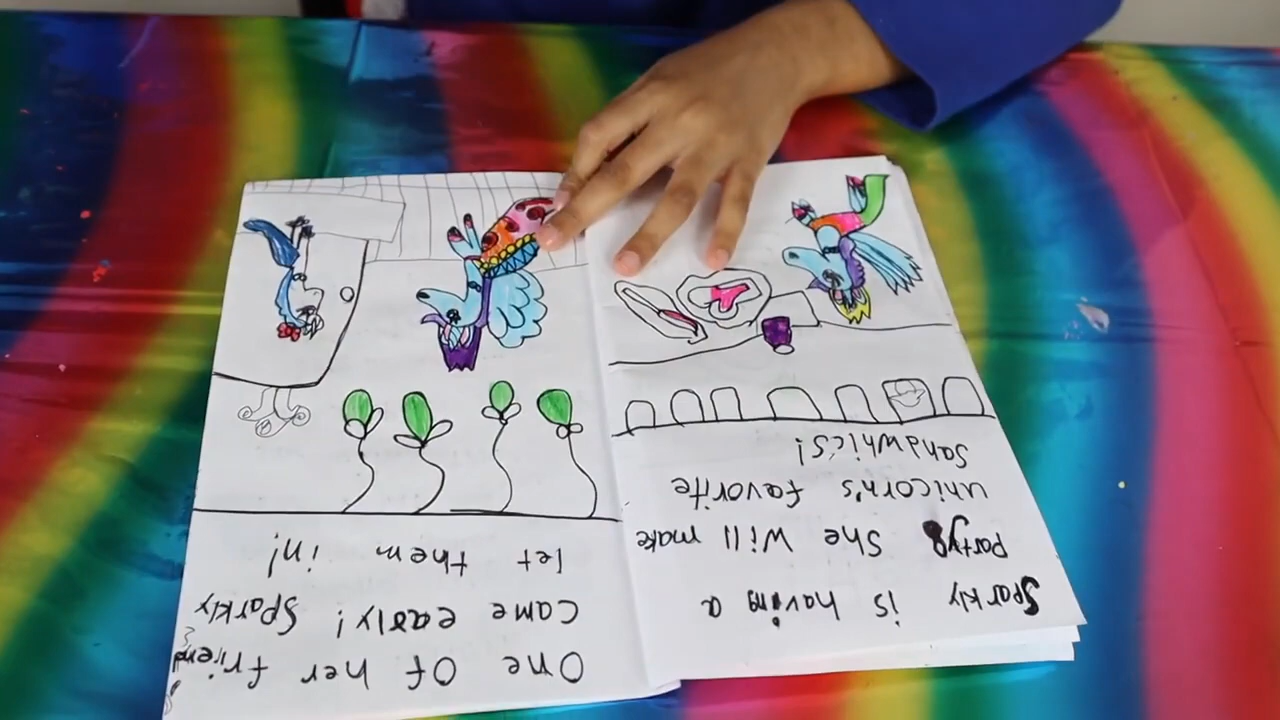 Sparkly is having a
party. She will make
unicorn's favorite
sandwhics!
One of her friends
came early! Sparkly
let them in!